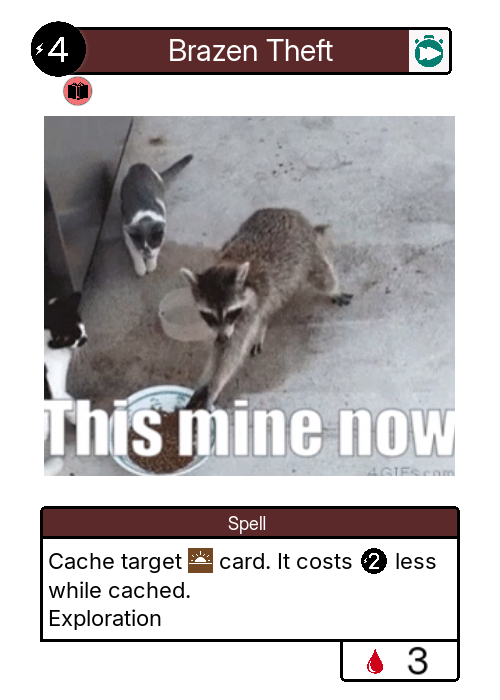 4
Brazen Theft
This mine now
4GIFs.com
Spell
Cache target card. It costs 2 less
while cached.
Exploration
3